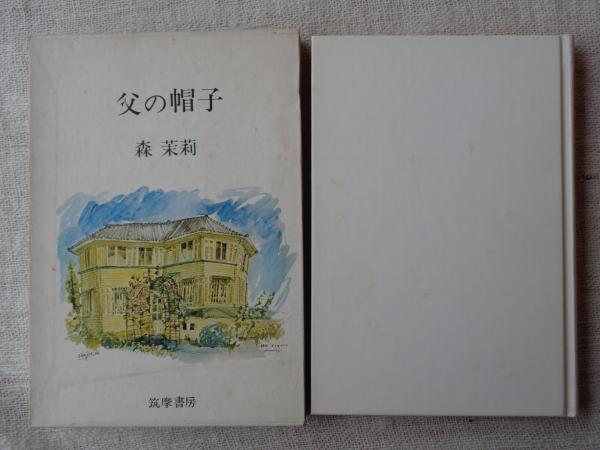 父の帽子
森 茉莉
筑摩書房